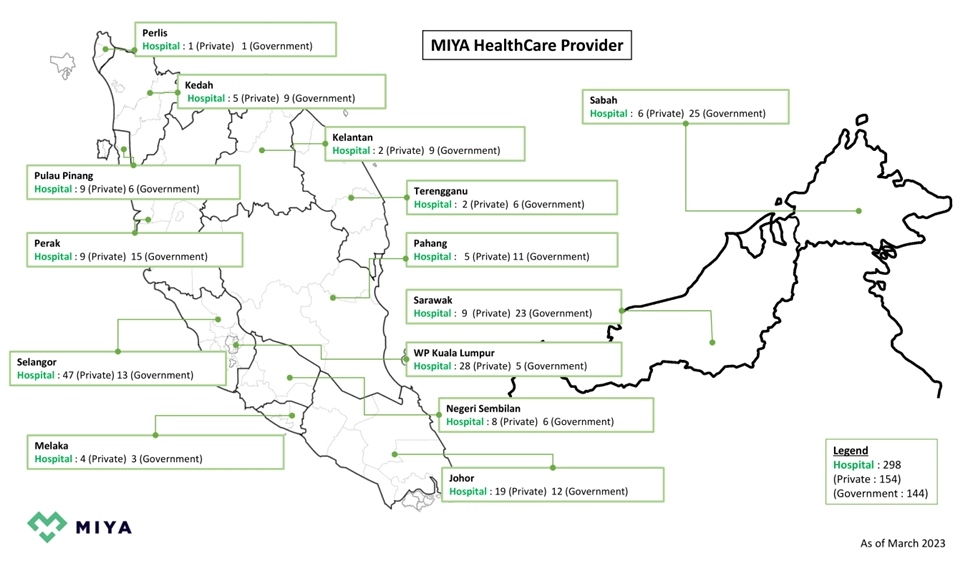 MIYA HealthCare Provider
Perlis
Hospital : 1 (Private) 1 (Government)
Kedah
Hospital : 5 (Private) 9 (Government)
Sabah
Hospital : 6 (Private) 25 (Government)
Kelantan
Hospital : 2 (Private) 9 (Government)
Pulau Pinang
Hospital : 9 (Private) 6 (Government)
Terengganu
Hospital : 2 (Private) 6 (Government)
Perak
Hospital : 9 (Private) 15 (Government)
Pahang
Hospital : 5 (Private) 11 (Government)
Sarawak
Hospital : 9 (Private) 23 (Government)
Selangor
Hospital : 47 (Private) 13 (Government)
WP Kuala Lumpur
Hospital : 28 (Private) 5 (Government)
Negeri Sembilan
Hospital : 8 (Private) 6 (Government)
Melaka
Hospital : 4 (Private) 3 (Government)
Johor
Hospital : 19 (Private) 12 (Government)
Legend
Hospital : 298
(Private : 154)
(Government : 144)
MIYA
As of March 2023